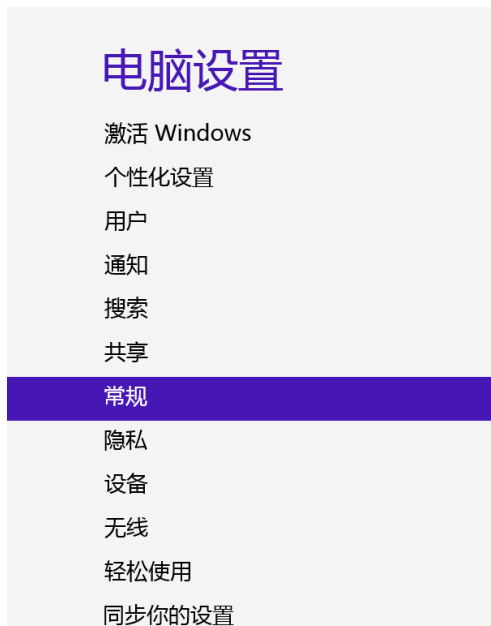 电脑设置
激活 Windows
个性化设置
用户
通知
搜索
共享
常规
隐私
设备
无线
轻松使用
同步你的设置